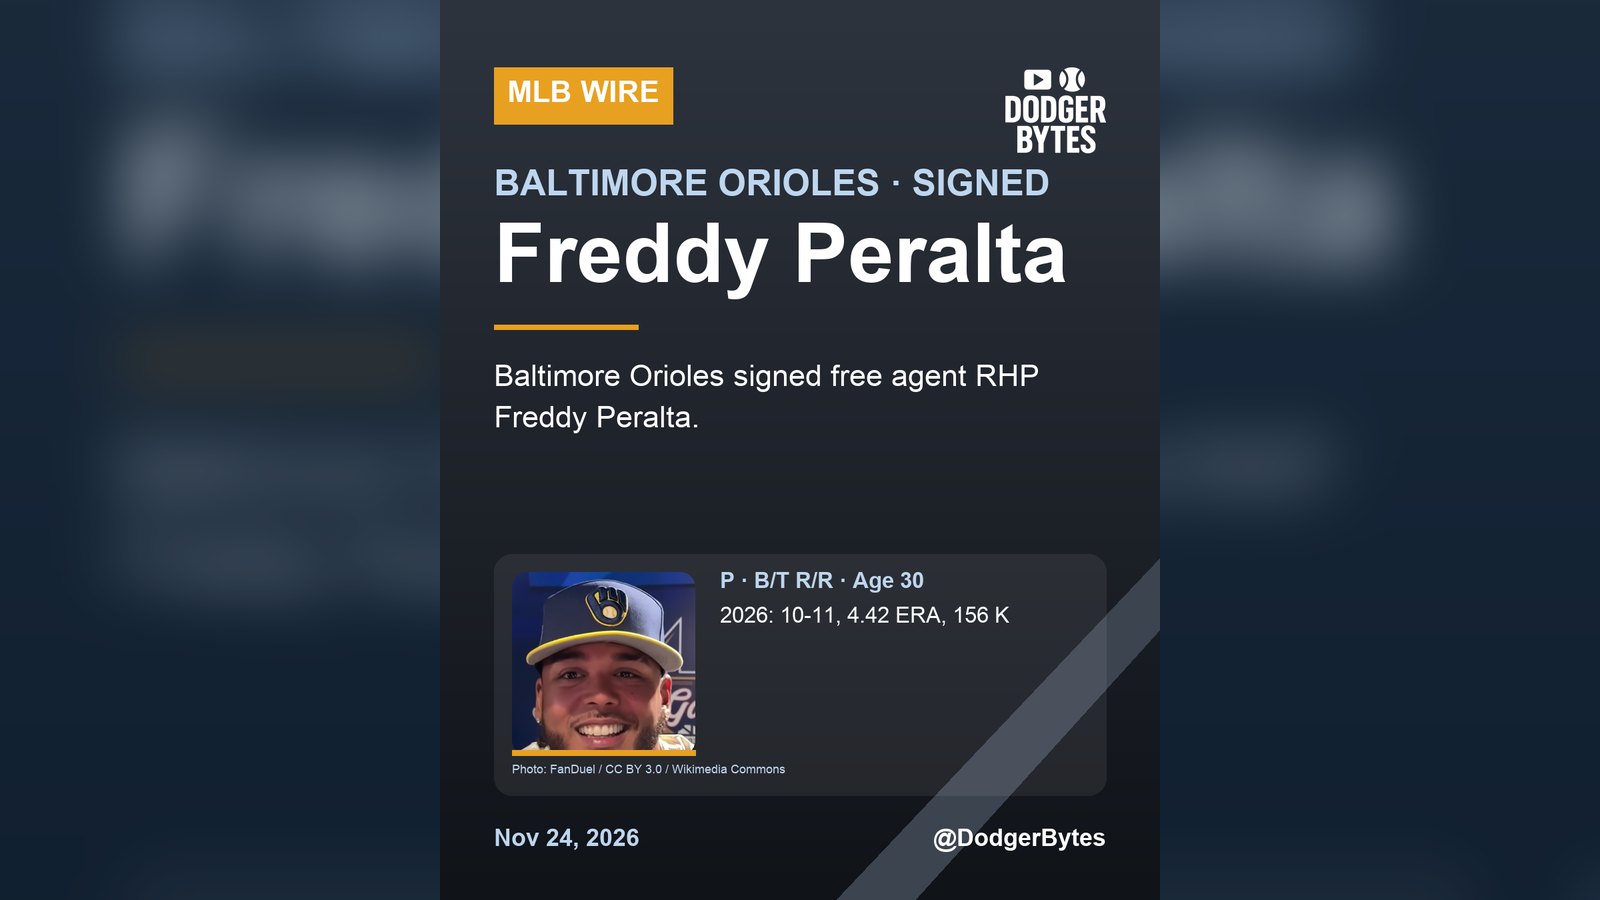 MLB WIRE
DODGER
BYTES
BALTIMORE ORIOLES · SIGNED
Freddy Peralta
Baltimore Orioles signed free agent RHP
Freddy Peralta.
P · B/T R/R · Age 30
2026: 10-11, 4.42 ERA, 156 K
Photo: FanDuel / CC BY 3.0 / Wikimedia Commons
Nov 24, 2026
@DodgerBytes